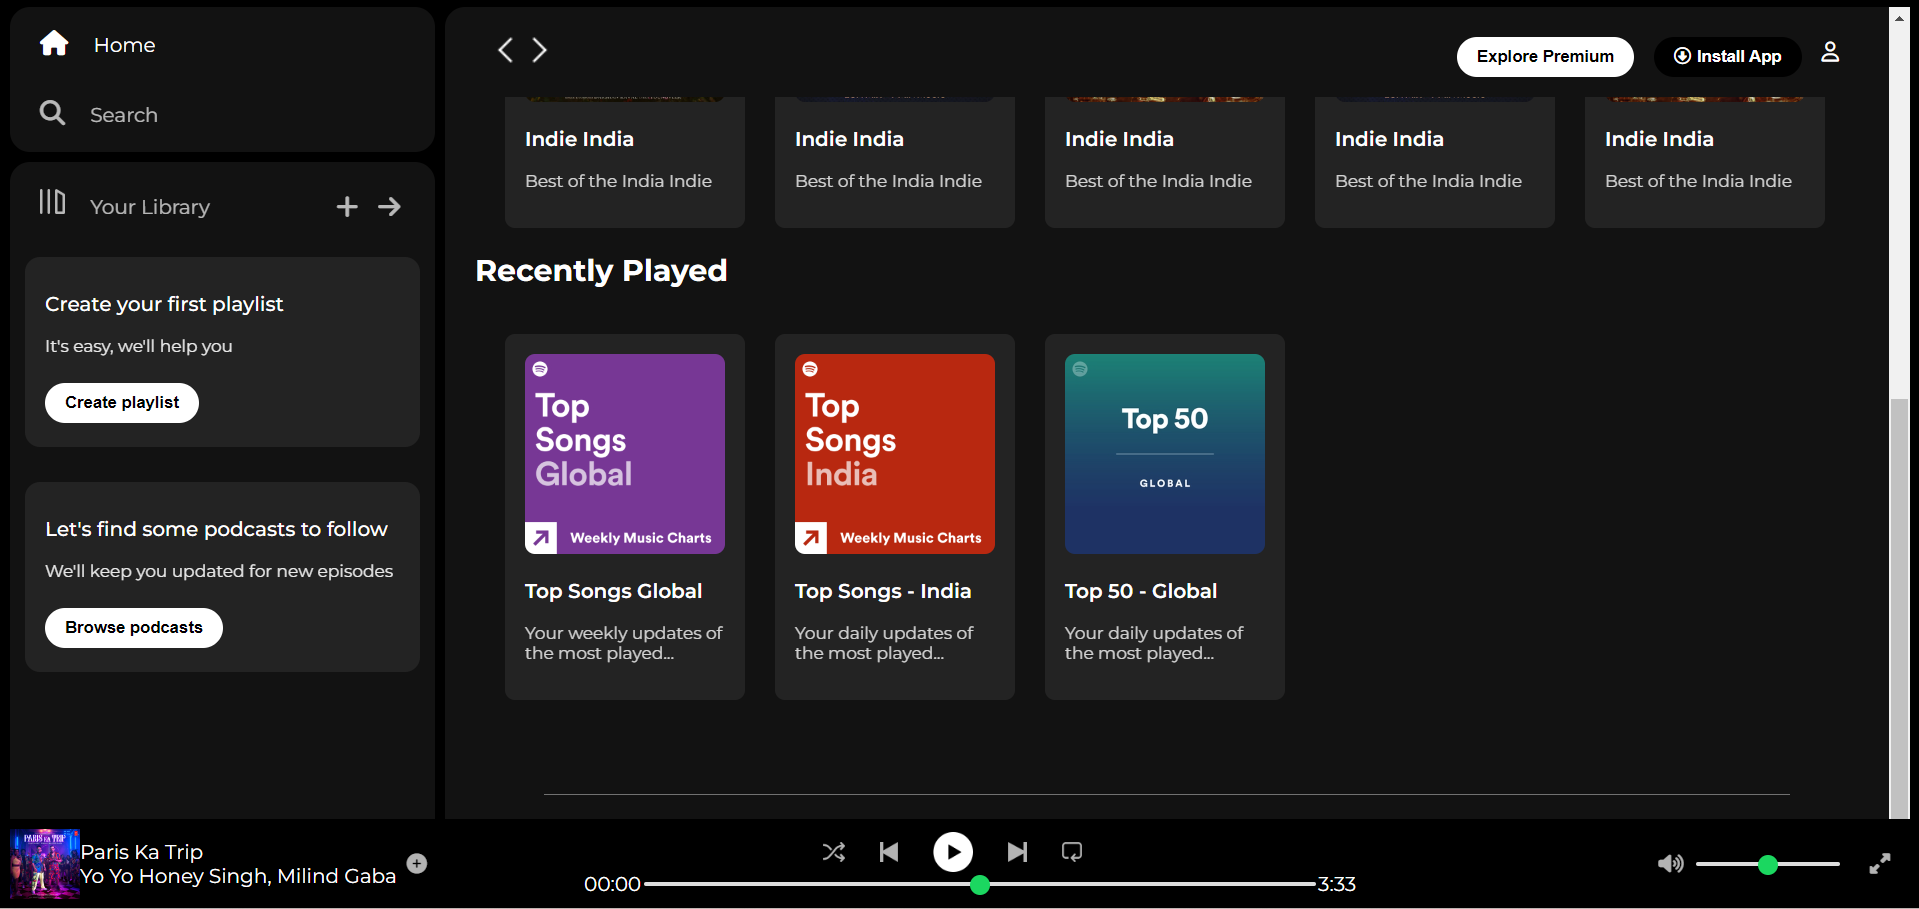 Home
Search
Your Library
Create your first playlist
It's easy, we'll help you
Create playlist
Let's find some podcasts to follow
We'll keep you updated for new episodes
Browse podcasts
Explore Premium
Install App
Indie India
Best of the India Indie
Indie India
Best of the India Indie
Indie India
Best of the India Indie
Indie India
Best of the India Indie
Indie India
Best of the India Indie
Recently Played
Top
Songs
Global
Weekly Music Charts
Top Songs Global
Your weekly updates of
the most played...
Top
Songs
India
Weekly Music Charts
Top Songs - India
Your daily updates of
the most played...
Top 50
GLOBAL
Top 50 - Global
Your daily updates of
the most played...
PARIS KA TRIP
Paris Ka Trip
Yo Yo Honey Singh, Milind Gaba
00:00
3:33